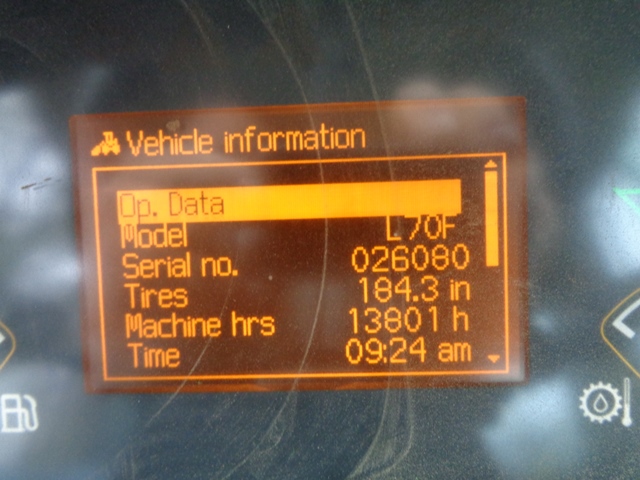 Vehicle information
Op. Data
Model L70F
Serial no. 026080
Tires 184.3 in
Machine hrs 13801 h
Time 09:24 am